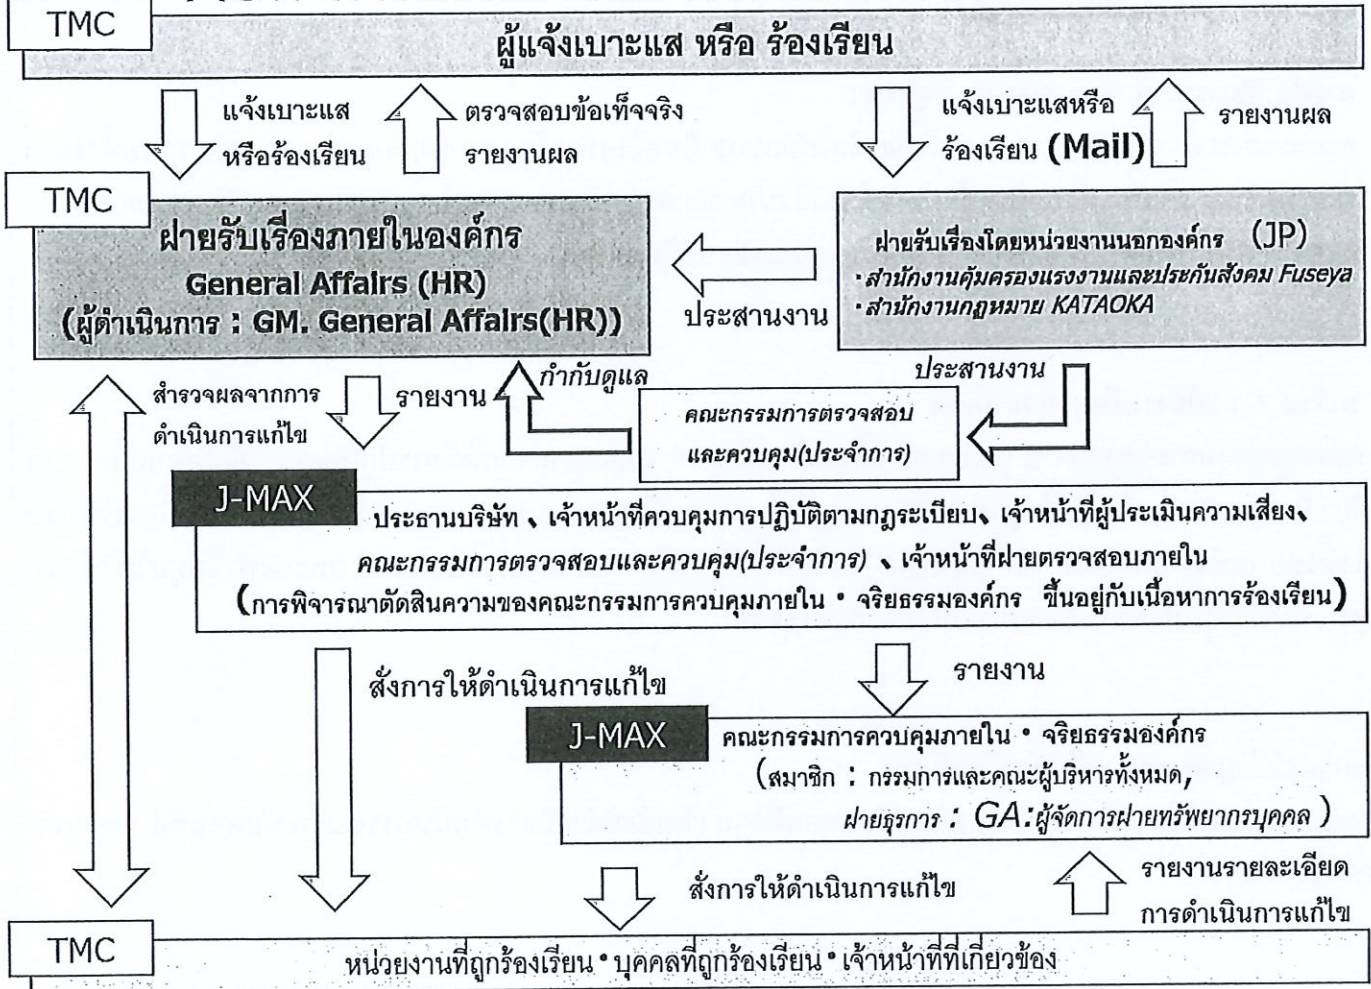 TMC
ผู้แจ้งเบาะแส หรือ ร้องเรียน
แจ้งเบาะแส
หรือร้องเรียน
ตรวจสอบข้อเท็จจริง
รายงานผล
แจ้งเบาะแสหรือ
ร้องเรียน (Mail)
รายงานผล
TMC
ฝ่ายรับเรื่องภายในองค์กร
General Affairs (HR)
(ผู้ดำเนินการ : GM. General Affairs(HR))
ประสานงาน
ฝ่ายรับเรื่องโดยหน่วยงานนอกองค์กร (JP)
・สำนักงานคุ้มครองแรงงานและประกันสังคม Fuseya
・สำนักงานกฎหมาย KATAOKA
สำรวจผลจากการ
ดำเนินการแก้ไข
รายงาน
กำกับดูแล
คณะกรรมการตรวจสอบ
และควบคุม(ประจำการ)
ประสานงาน
J-MAX
ประธานบริษัท 、เจ้าหน้าที่ควบคุมการปฏิบัติตามกฎระเบียบ、เจ้าหน้าที่ผู้ประเมินความเสี่ยง、
คณะกรรมการตรวจสอบและควบคุม(ประจำการ) 、เจ้าหน้าที่ฝ่ายตรวจสอบภายใน
(การพิจารณาตัดสินความของคณะกรรมการควบคุมภายใน・จริยธรรมองค์กร ขึ้นอยู่กับเนื้อหาการร้องเรียน)
สั่งการให้ดำเนินการแก้ไข
รายงาน
J-MAX
คณะกรรมการควบคุมภายใน・จริยธรรมองค์กร
(สมาชิก : กรรมการและคณะผู้บริหารทั้งหมด,
ฝ่ายธุรการ : GA:ผู้จัดการฝ่ายทรัพยากรบุคคล )
สั่งการให้ดำเนินการแก้ไข
รายงานรายละเอียด
การดำเนินการแก้ไข
TMC
หน่วยงานที่ถูกร้องเรียน・บุคคลที่ถูกร้องเรียน・เจ้าหน้าที่ที่เกี่ยวข้อง